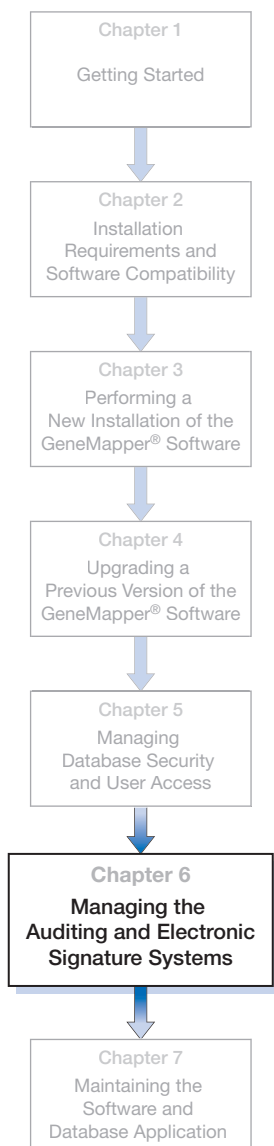 Chapter 1
Getting Started
Chapter 2
Installation
Requirements and
Software Compatibility
Chapter 3
Performing a
New Installation of the
GeneMapper® Software
Chapter 4
Upgrading a
Previous Version of the
GeneMapper® Software
Chapter 5
Managing
Database Security
and User Access
Chapter 6
Managing the
Auditing and Electronic
Signature Systems
Chapter 7
Maintaining the
Software and
Database Application